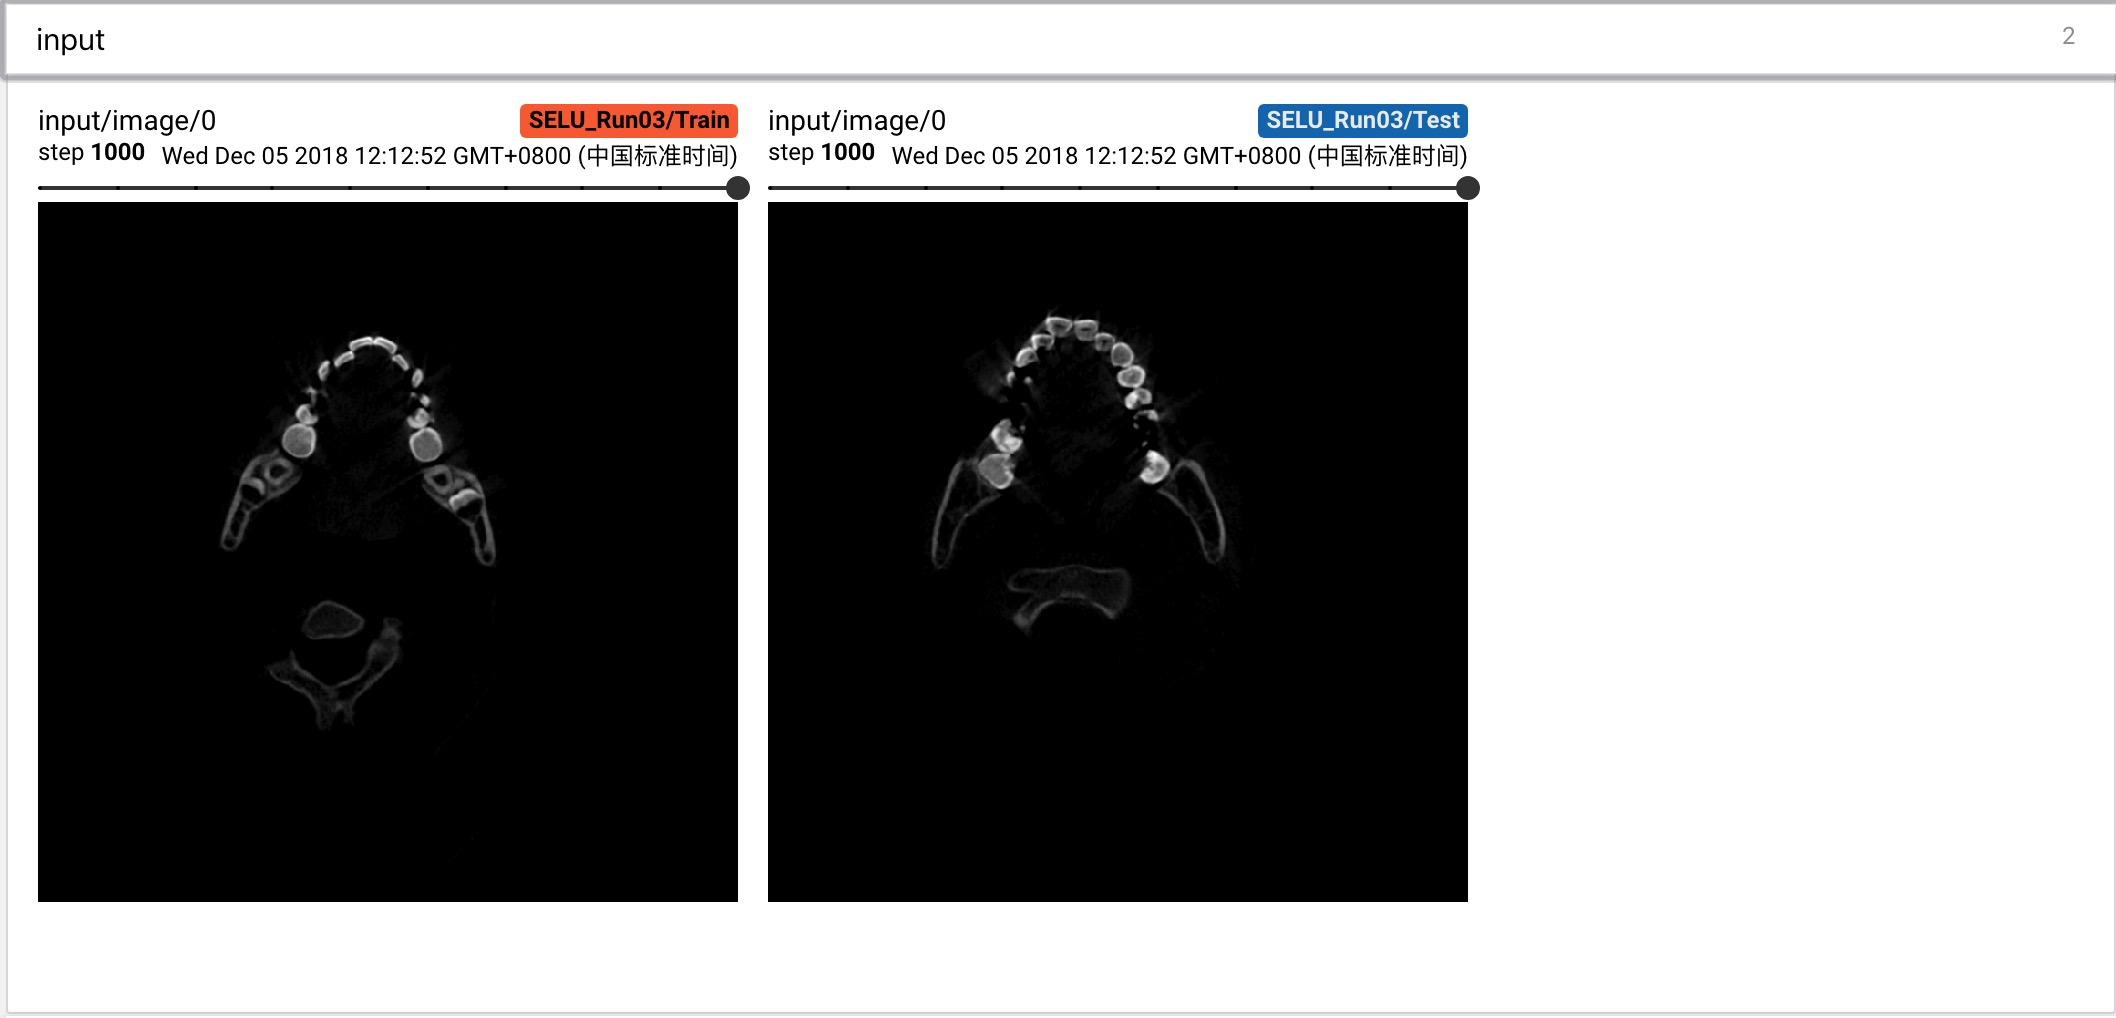 input 2
input/image/0 SELU_Run03/Train
step 1000 Wed Dec 05 2018 12:12:52 GMT+0800 (中国标准时间)
input/image/0 SELU_Run03/Test
step 1000 Wed Dec 05 2018 12:12:52 GMT+0800 (中国标准时间)